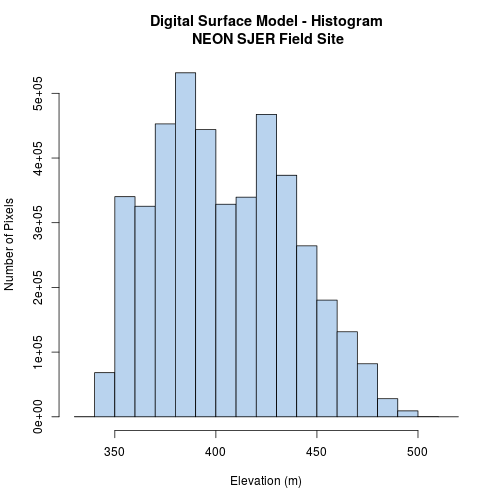 Digital Surface Model - Histogram
NEON SJER Field Site
Number of Pixels
5e+05
4e+05
3e+05
2e+05
1e+05
0e+00
350 400 450 500
Elevation (m)